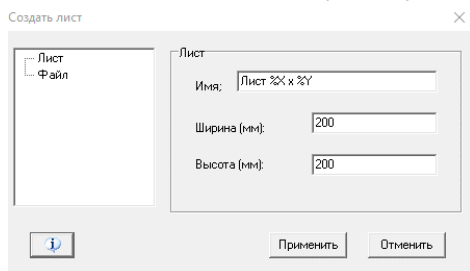 Создать лист
Лист
Файл
Лист
Имя;
Лист %X x %Y
Ширина (мм):
200
Высота (мм):
200
Применить
Отменить